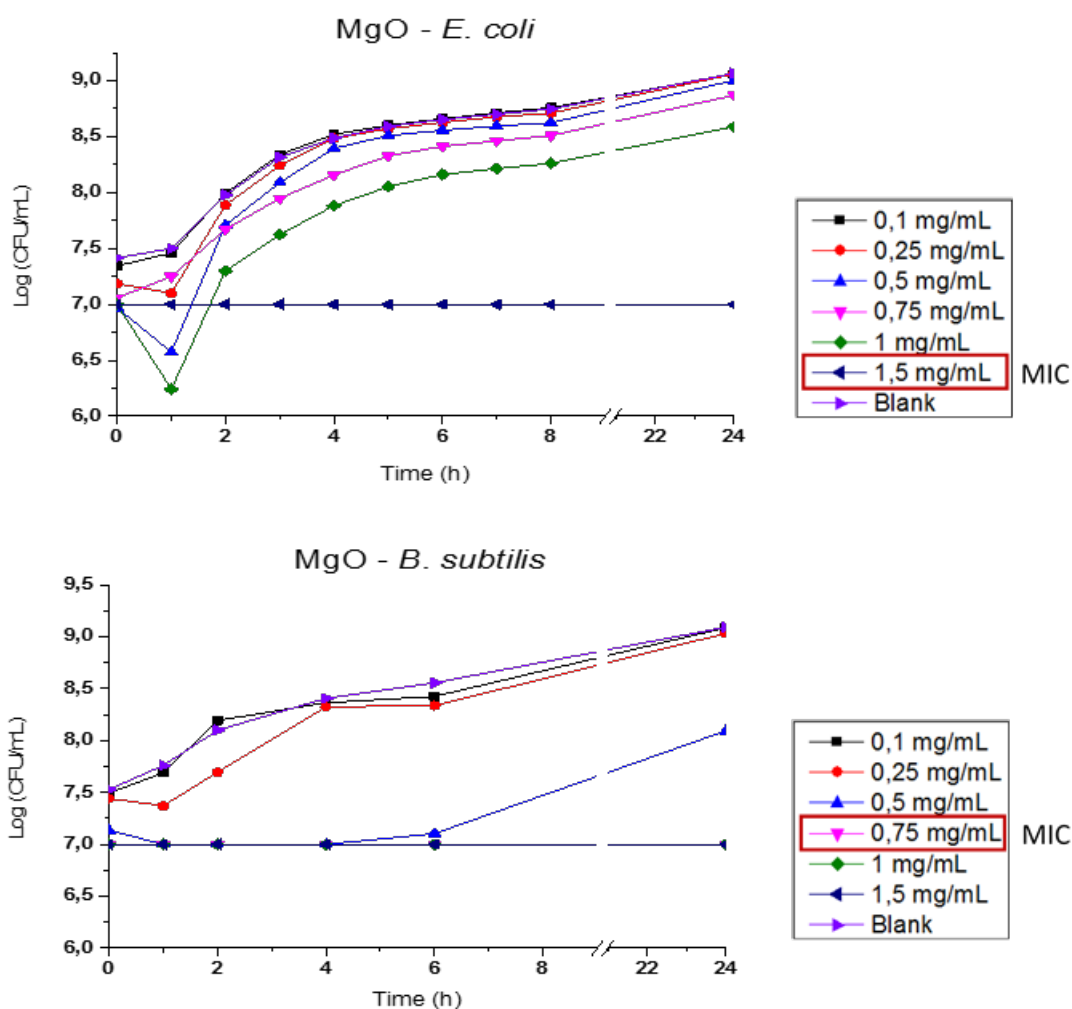 MgO - E. coli
9,0
8,5
8,0
7,5
7,0
6,5
6,0
Log (CFU/mL)
0 2 4 6 8 22 24
Time (h)
0,1 mg/mL
0,25 mg/mL
0,5 mg/mL
0,75 mg/mL
1 mg/mL
1,5 mg/mL MIC
Blank
MgO - B. subtilis
9,5
9,0
8,5
8,0
7,5
7,0
6,5
6,0
Log (CFU/mL)
0 2 4 6 8 22 24
Time (h)
0,1 mg/mL
0,25 mg/mL
0,5 mg/mL
0,75 mg/mL MIC
1 mg/mL
1,5 mg/mL
Blank